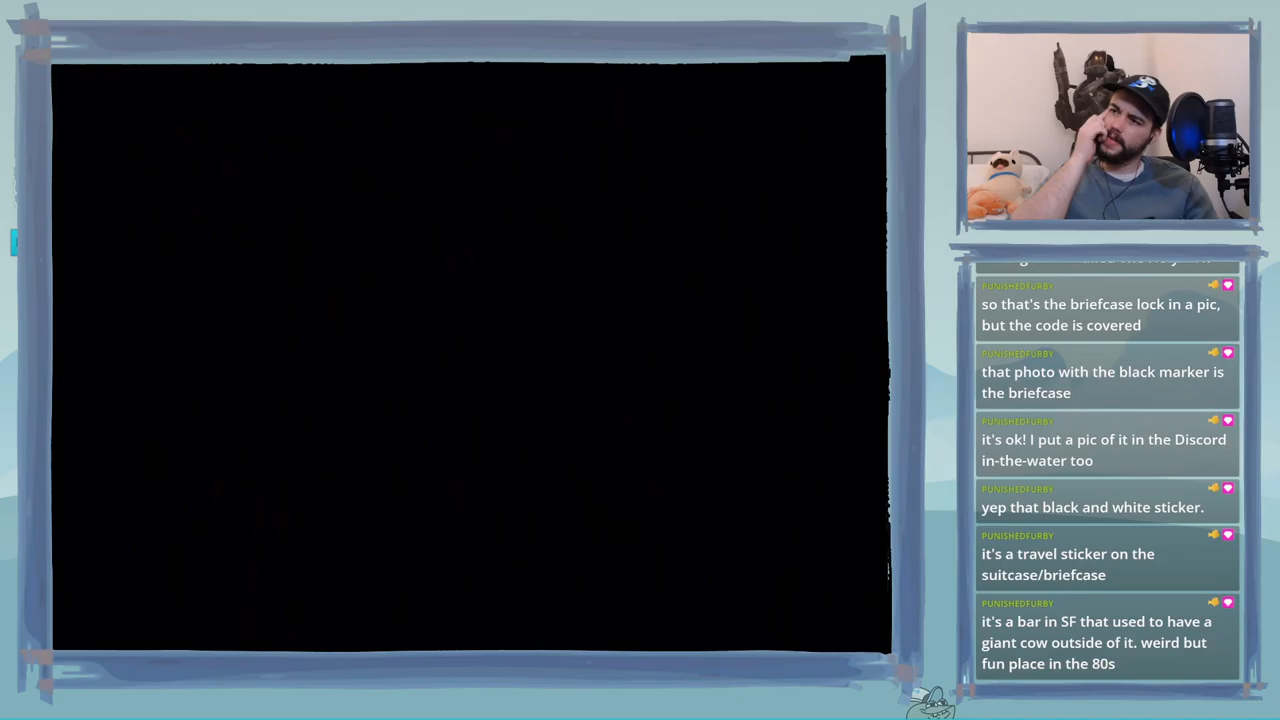 PUNISHEDFURBY
so that's the briefcase lock in a pic,
but the code is covered
PUNISHEDFURBY
that photo with the black marker is
the briefcase
PUNISHEDFURBY
it's ok! I put a pic of it in the Discord
in-the-water too
PUNISHEDFURBY
yep that black and white sticker.
PUNISHEDFURBY
it's a travel sticker on the
suitcase/briefcase
PUNISHEDFURBY
it's a bar in SF that used to have a
giant cow outside of it. weird but
fun place in the 80s